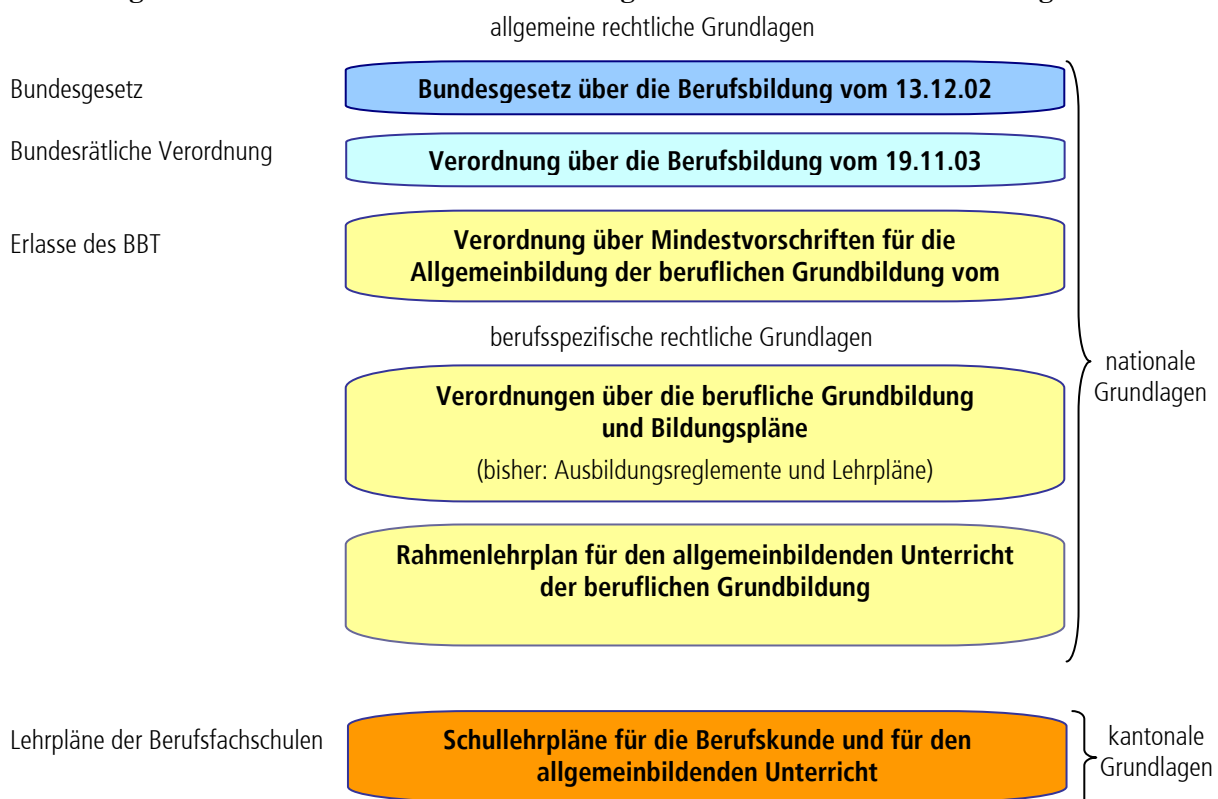 allgemeine rechtliche Grundlagen
Bundesgesetz
Bundesgesetz über die Berufsbildung vom 13.12.02
Bundesrätliche Verordnung
Verordnung über die Berufsbildung vom 19.11.03
Erlasse des BBT
Verordnung über Mindestvorschriften für die
Allgemeinbildung der beruflichen Grundbildung vom
berufsspezifische rechtliche Grundlagen
Verordnungen über die berufliche Grundbildung
und Bildungspläne
(bisher: Ausbildungsreglemente und Lehrpläne)
nationale
Grundlagen
Rahmenlehrplan für den allgemeinbildenden Unterricht
der beruflichen Grundbildung
Lehrpläne der Berufsfachschulen
Schullehrpläne für die Berufskunde und für den
allgemeinbildenden Unterricht
kantonale
Grundlagen